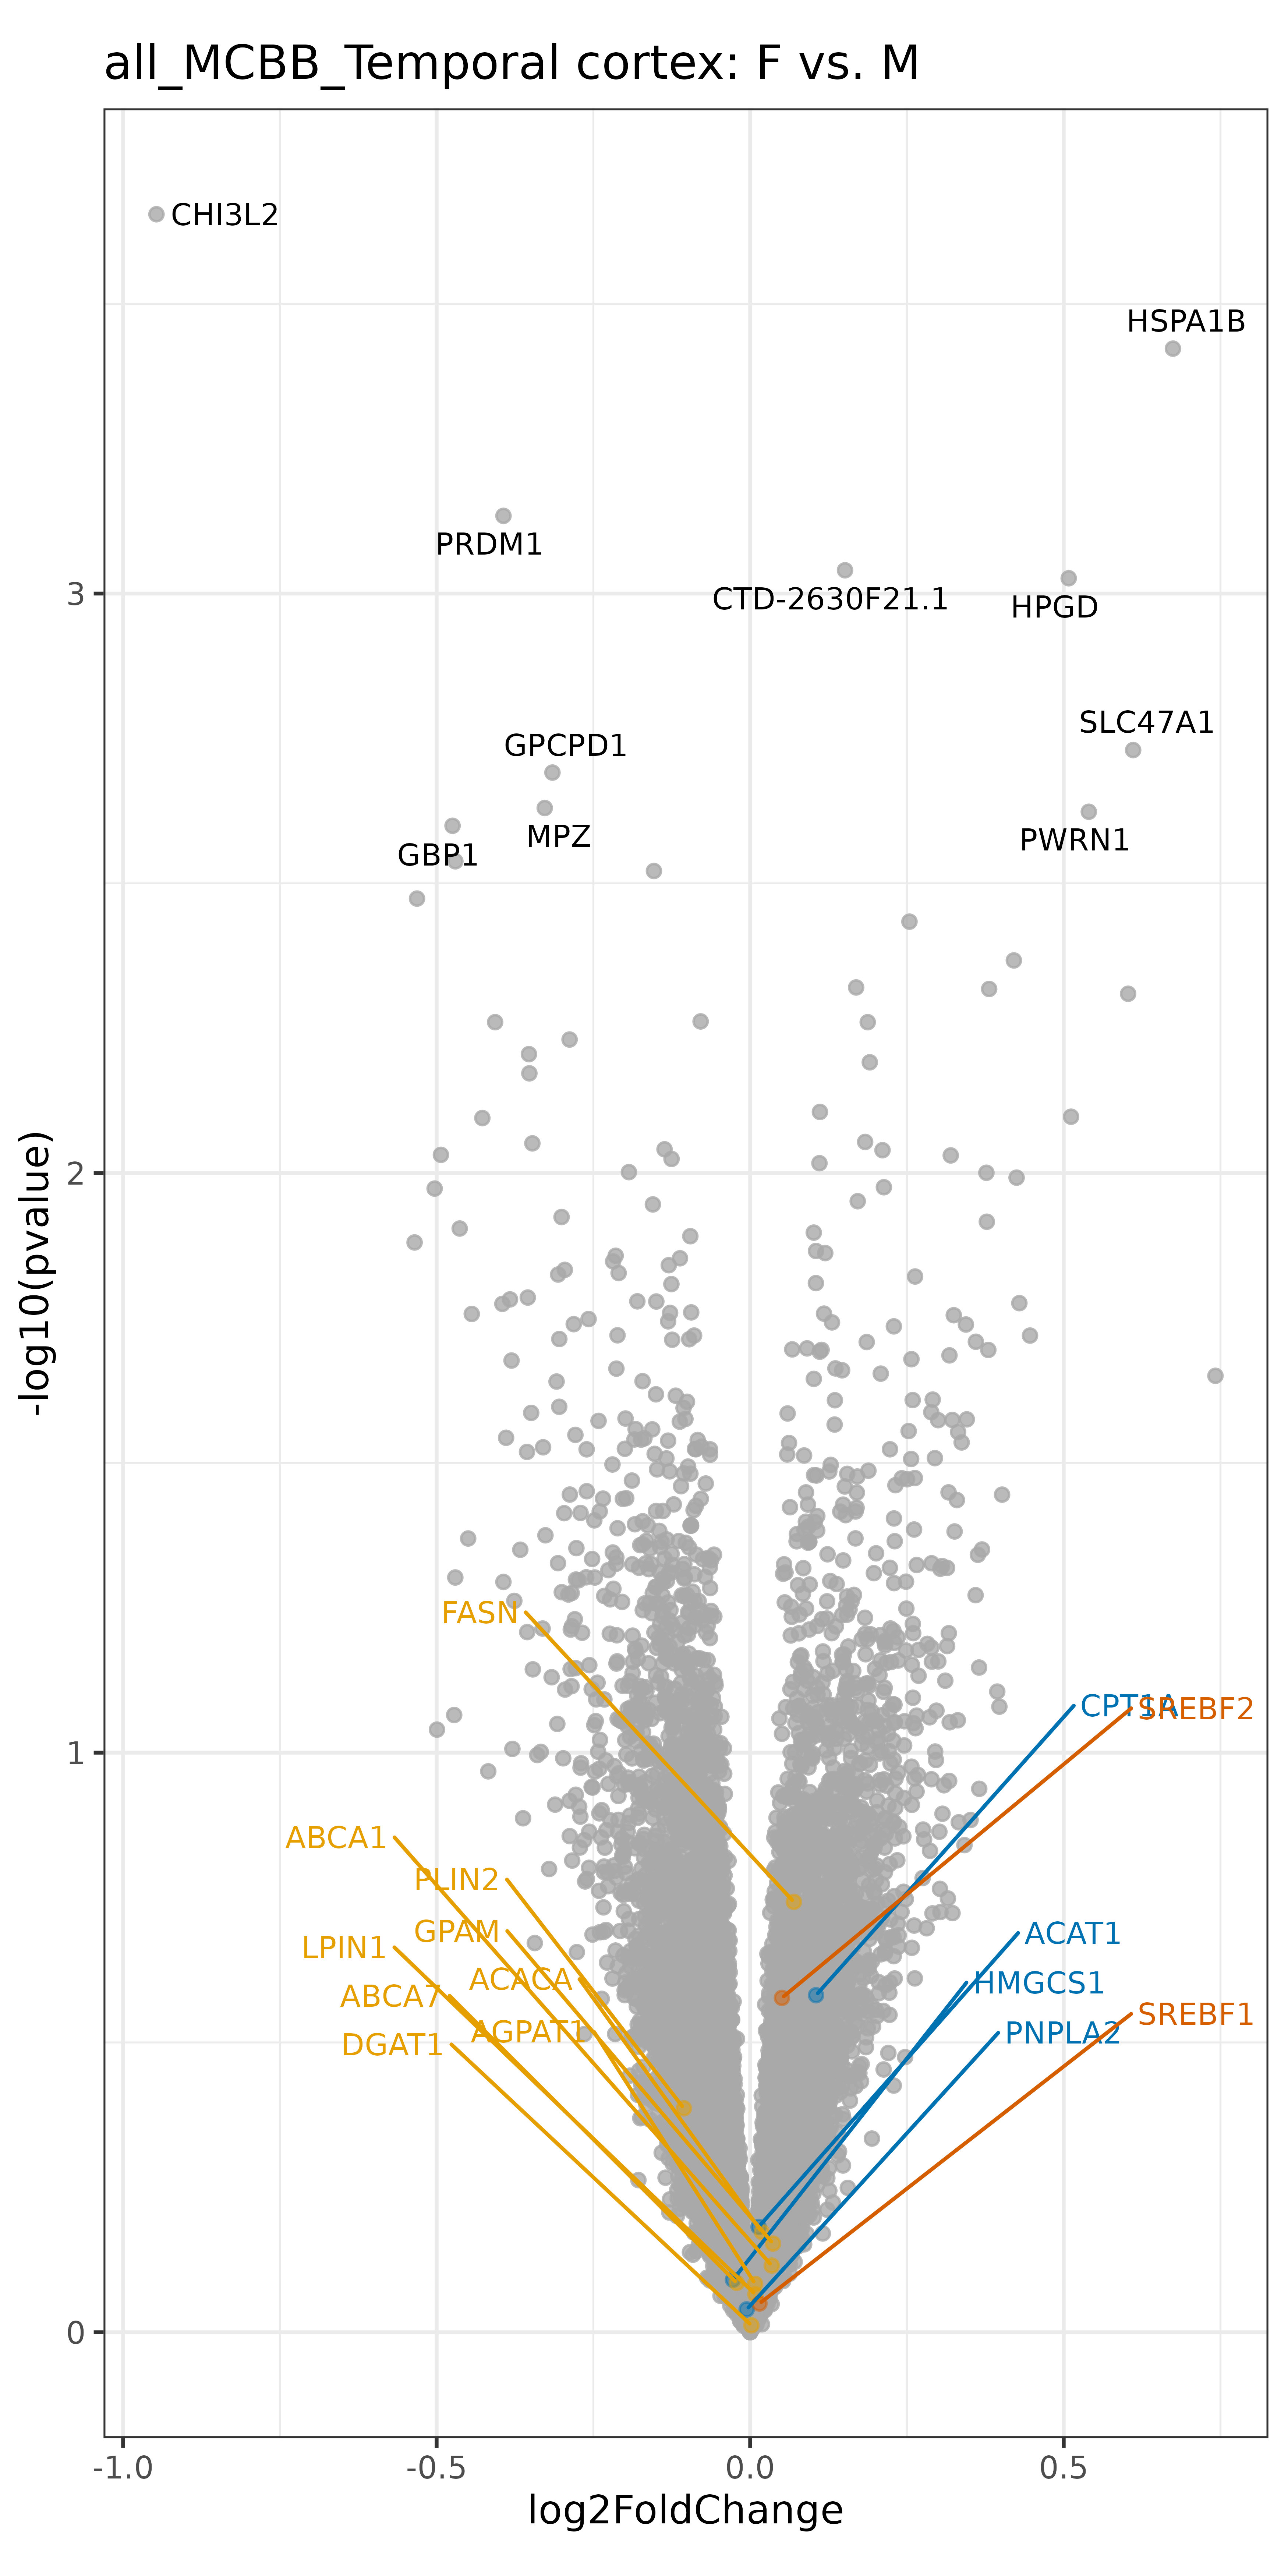 all_MCBB_Temporal cortex: F vs. M
CHI3L2
HSPA1B
PRDM1
CTD-2630F21.1
HPGD
SLC47A1
GPCPD1
MPZ
PWRN1
GBP1
FASN
CPT1A
SREBF2
ABCA1
PLIN2
GPAM
ACAT1
LPIN1
ACACA
HMGCS1
ABCA7
SREBF1
AGPAT1
PNPLA2
DGAT1
3
2
1
0
-log10(pvalue)
-1.0
-0.5
0.0
0.5
log2FoldChange